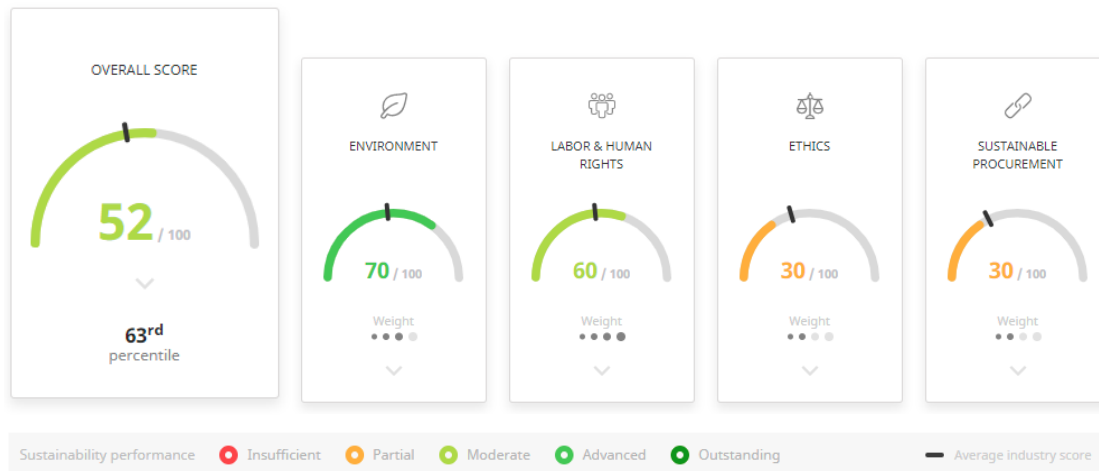 OVERALL SCORE
52 / 100
63rd
percentile
ENVIRONMENT
70 / 100
Weight
LABOR & HUMAN
RIGHTS
60 / 100
Weight
ETHICS
30 / 100
Weight
SUSTAINABLE
PROCUREMENT
30 / 100
Weight
Sustainability performance Insufficient Partial Moderate Advanced Outstanding Average industry score